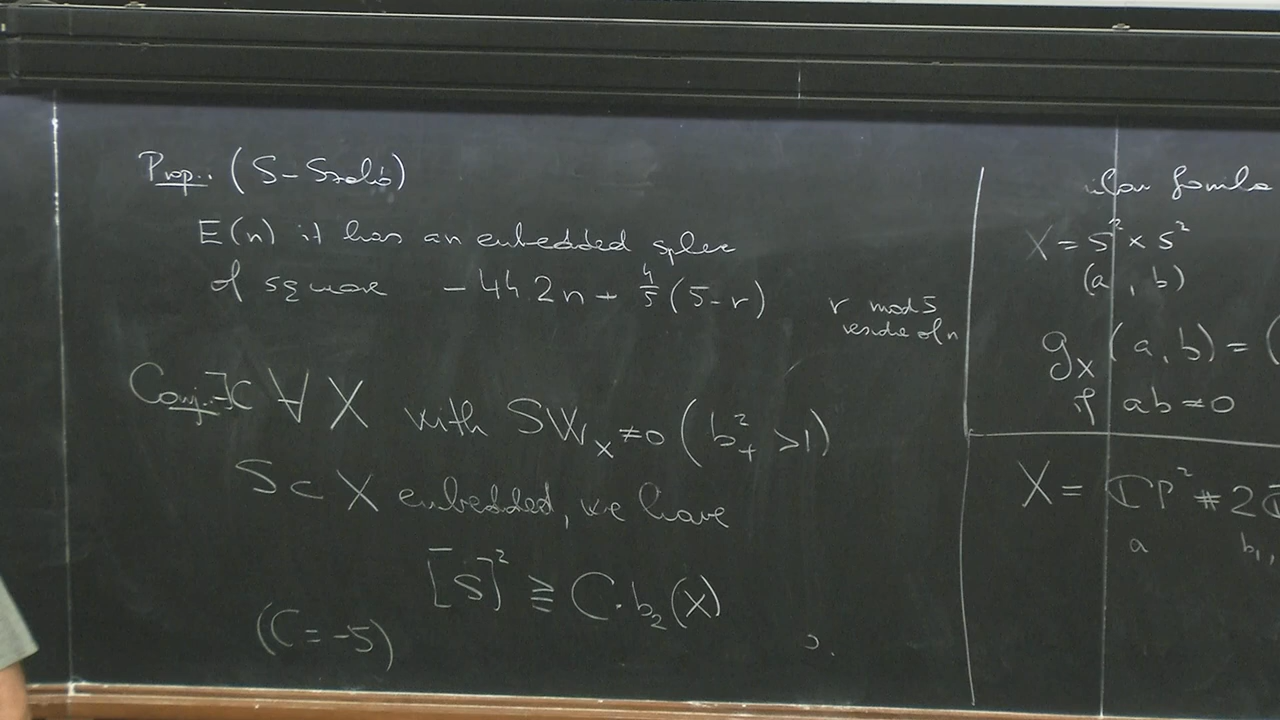 Prop.: (S-Szabó)
E(n) it has an embedded sphere
of square -44.2n + 4/5 (5-r)
r mod 5
residue of n
Conj. ∃C ∀X with SW_X ≠ 0 (b_+^2 > 1)
S ⊂ X embedded, we have
[S]^2 ≥ C·b_2(X)
(C = -5)
X = S^2 × S^2
(a, b)
g_X (a, b) = (
if ab ≠ 0
X = CP^2 # 2
a b_1,